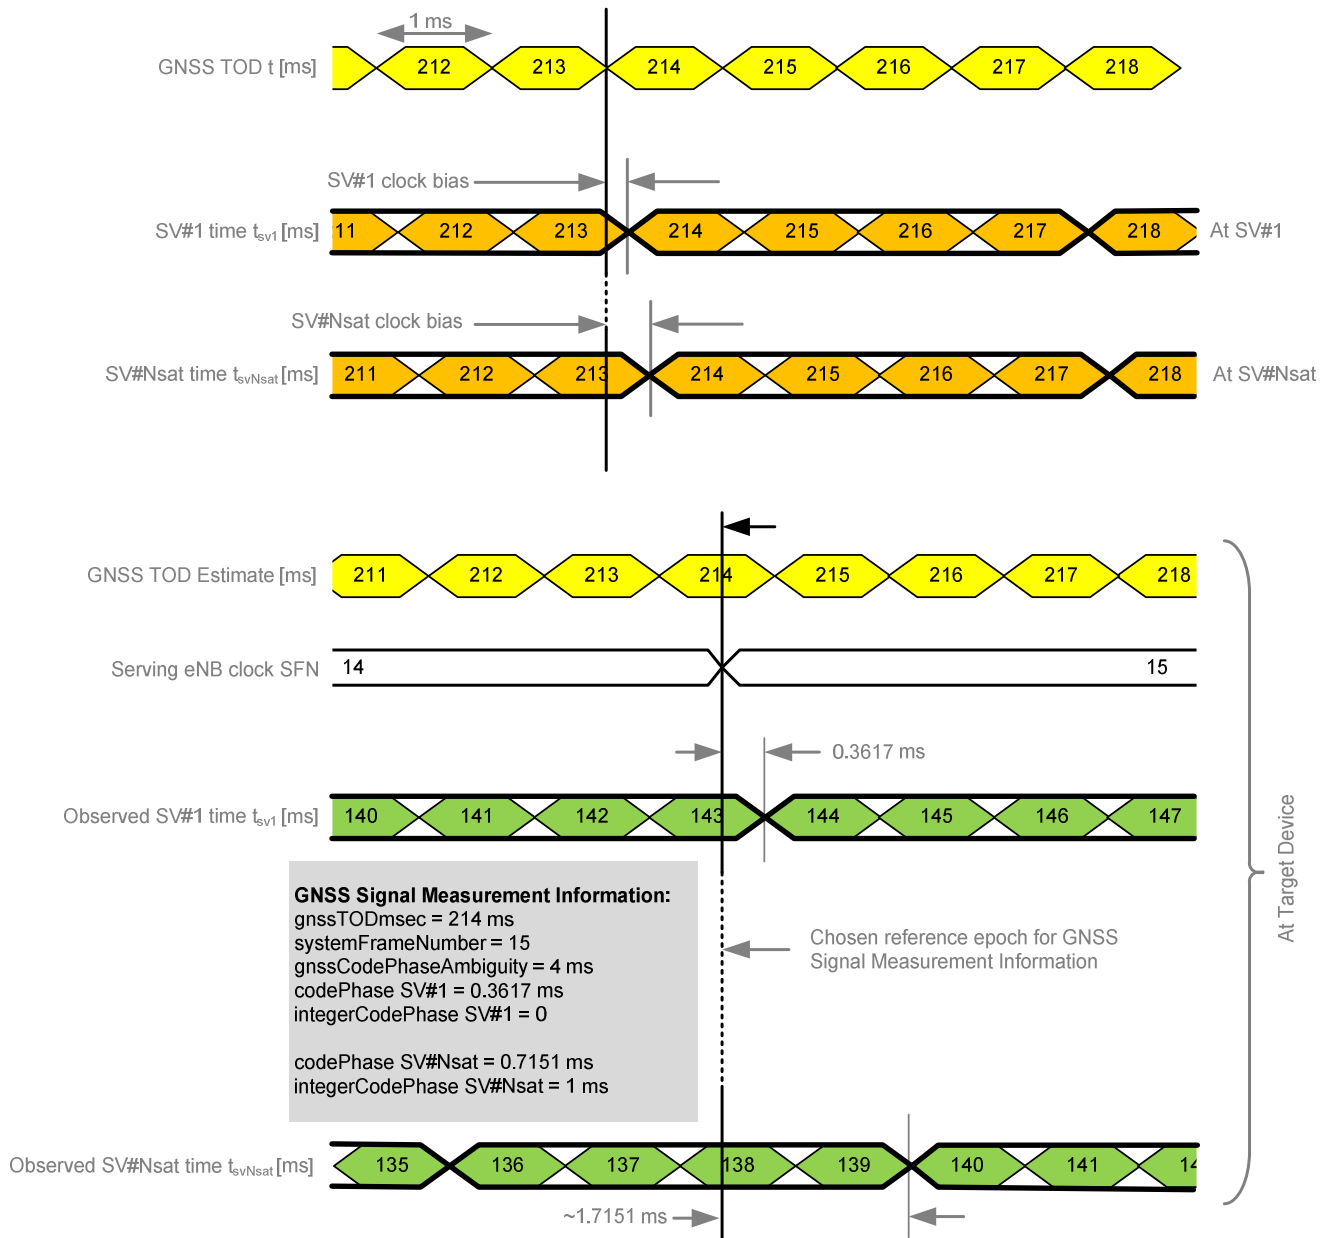 1 ms
GNSS TOD t [ms] 212 213 214 215 216 217 218
SV#1 clock bias
SV#1 time tsv1 [ms] 11 212 213 214 215 216 217 218 At SV#1
SV#Nsat clock bias
SV#Nsat time tsvNsat [ms] 211 212 213 214 215 216 217 218 At SV#Nsat
GNSS TOD Estimate [ms] 211 212 213 214 215 216 217 218
Serving eNB clock SFN 14 15
0.3617 ms
Observed SV#1 time tsv1 [ms] 140 141 142 143 144 145 146 147
At Target Device
GNSS Signal Measurement Information:
gnssTODmsec = 214 ms
systemFrameNumber = 15
gnssCodePhaseAmbiguity = 4 ms
codePhase SV#1 = 0.3617 ms
integerCodePhase SV#1 = 0
codePhase SV#Nsat = 0.7151 ms
integerCodePhase SV#Nsat = 1 ms
Chosen reference epoch for GNSS
Signal Measurement Information
Observed SV#Nsat time tsvNsat [ms] 135 136 137 138 139 140 141 14
~1.7151 ms